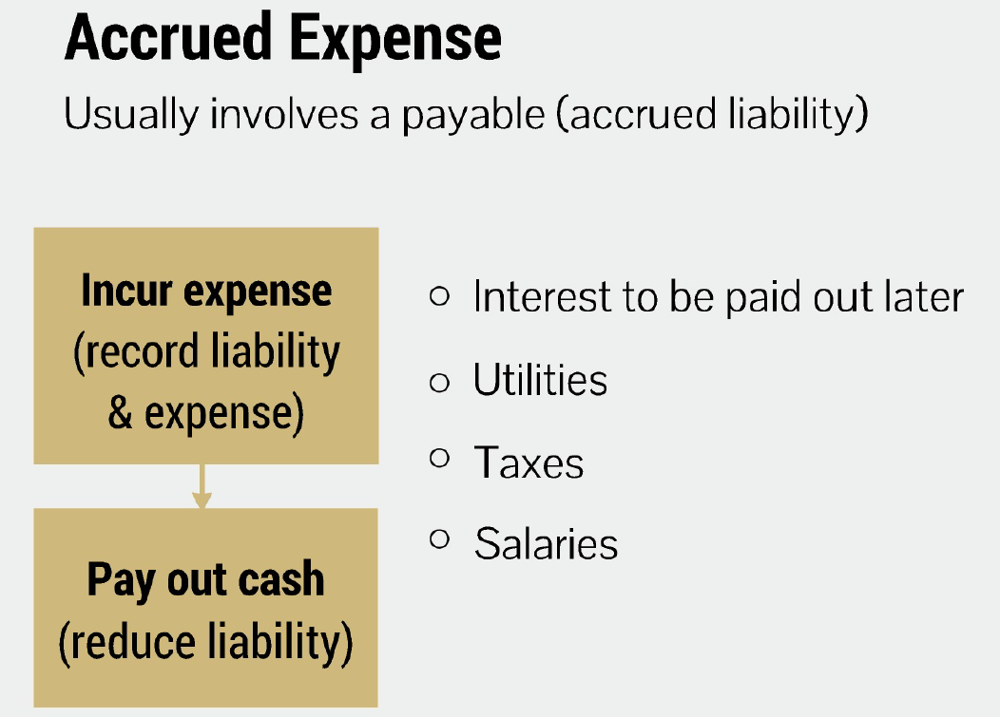 Accrued Expense
Usually involves a payable (accrued liability)
Incur expense
(record liability
& expense)
Pay out cash
(reduce liability)
Interest to be paid out later
Utilities
Taxes
Salaries